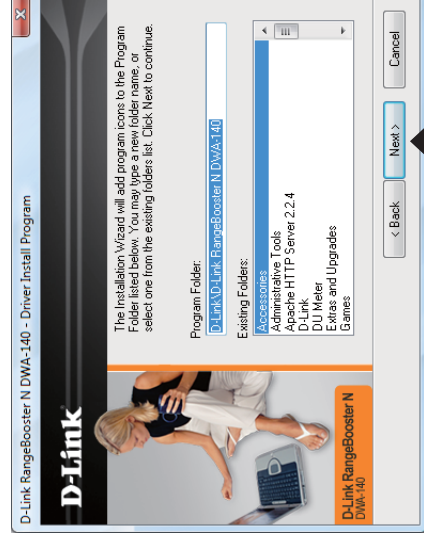 D-Link RangeBooster N DWA-140 - Driver Install Program
D-Link
The Installation Wizard will add program icons to the Program
Folder listed below. You may type a new folder name, or
select one from the existing folders list. Click Next to continue.
Program Folder:
D-Link\D-Link RangeBooster N DWA-140
Existing Folders:
Accessories
Administrative Tools
Apache HTTP Server 2.2.4
D-Link
DU Meter
Extras and Upgrades
Games
D-Link RangeBooster N
DWA-140
< Back
Next >
Cancel